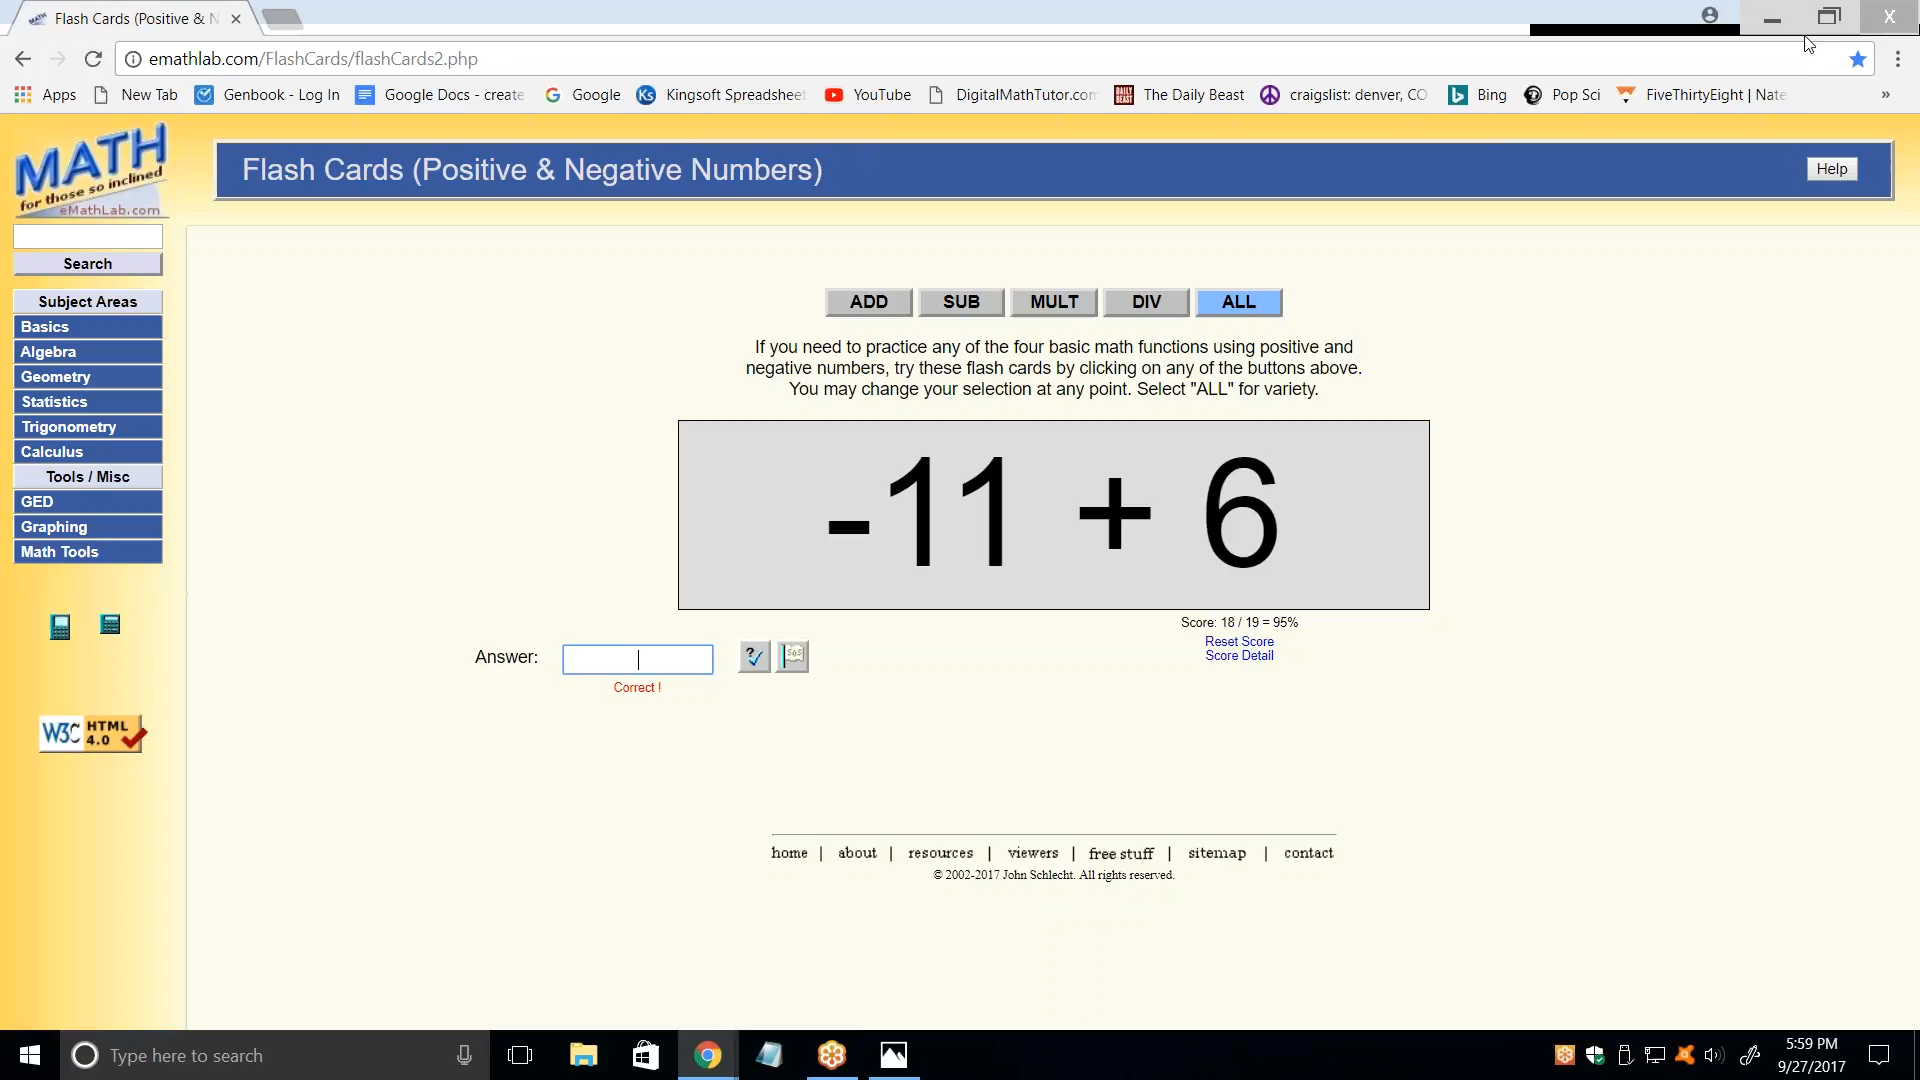 Flash Cards (Positive & N
emathlab.com/FlashCards/flashCards2.php
Apps New Tab Genbook - Log In Google Docs - create Google Kingsoft Spreadsheet YouTube DigitalMathTutor.com The Daily Beast craigslist: denver, CO Bing Pop Sci FiveThirtyEight | Nate »
MATH
for those so inclined
eMathLab.com
Flash Cards (Positive & Negative Numbers)
Help
Search
Subject Areas
Basics
Algebra
Geometry
Statistics
Trigonometry
Calculus
Tools / Misc
GED
Graphing
Math Tools
W3C HTML 4.0
ADD SUB MULT DIV ALL
If you need to practice any of the four basic math functions using positive and
negative numbers, try these flash cards by clicking on any of the buttons above.
You may change your selection at any point. Select "ALL" for variety.
-11 + 6
Score: 18 / 19 = 95%
Reset Score
Score Detail
Answer:
Correct !
home | about | resources | viewers | free stuff | sitemap | contact
© 2002-2017 John Schlecht. All rights reserved.
Type here to search
5:59 PM
9/27/2017